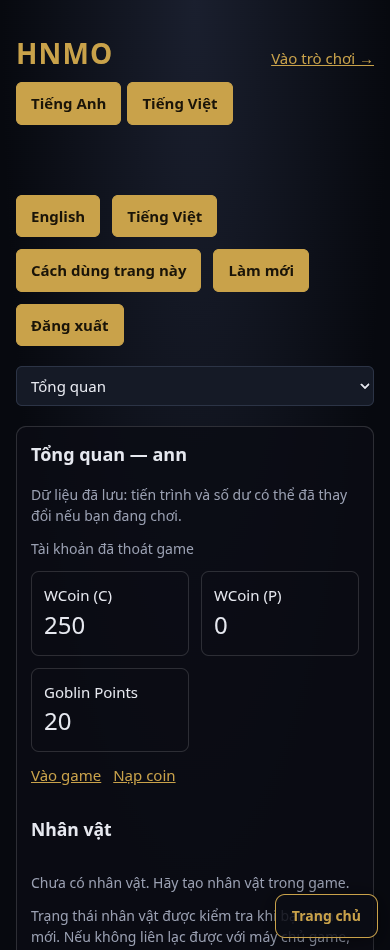 HNMO
Vào trò chơi →
Tiếng Anh
Tiếng Việt
English
Tiếng Việt
Cách dùng trang này
Làm mới
Đăng xuất
Tổng quan
Tổng quan — ann
Dữ liệu đã lưu: tiến trình và số dư có thể đã thay
đổi nếu bạn đang chơi.
Tài khoản đã thoát game
WCoin (C)
250
WCoin (P)
0
Goblin Points
20
Vào game
Nạp coin
Nhân vật
Chưa có nhân vật. Hãy tạo nhân vật trong game.
Trạng thái nhân vật được kiểm tra khi
mới. Nếu không liên lạc được với máy chủ game,
Trang chủ